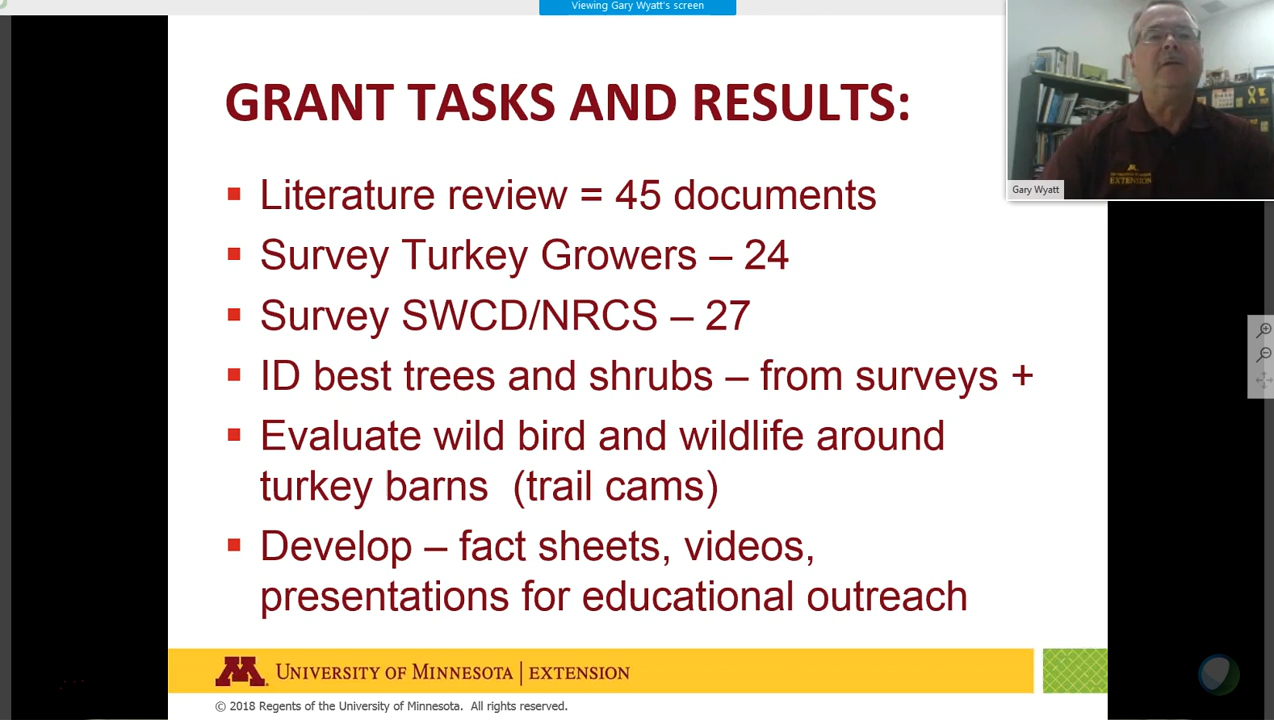 Viewing Gary Wyatt's screen
GRANT TASKS AND RESULTS:
Literature review = 45 documents
Survey Turkey Growers – 24
Survey SWCD/NRCS – 27
ID best trees and shrubs – from surveys +
Evaluate wild bird and wildlife around
turkey barns (trail cams)
Develop – fact sheets, videos,
presentations for educational outreach
Gary Wyatt
EXTENSION
M
UNIVERSITY OF MINNESOTA | EXTENSION
© 2018 Regents of the University of Minnesota. All rights reserved.